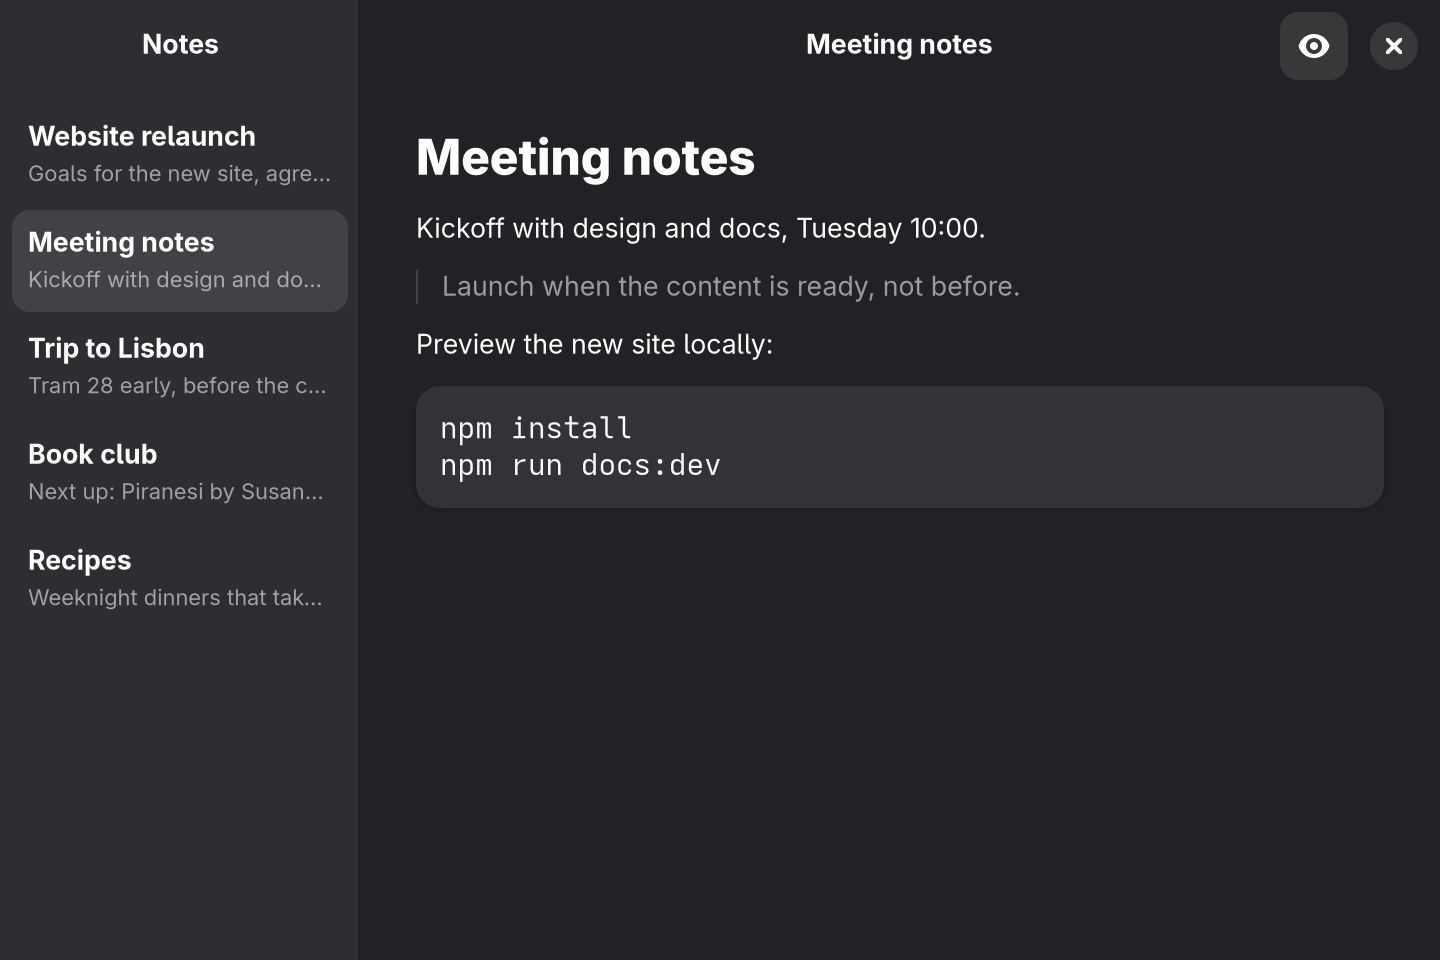 Notes
Website relaunch
Goals for the new site, agre...
Meeting notes
Kickoff with design and do...
Trip to Lisbon
Tram 28 early, before the c...
Book club
Next up: Piranesi by Susan...
Recipes
Weeknight dinners that tak...
Meeting notes
Meeting notes
Kickoff with design and docs, Tuesday 10:00.
Launch when the content is ready, not before.
Preview the new site locally:
npm install
npm run docs:dev